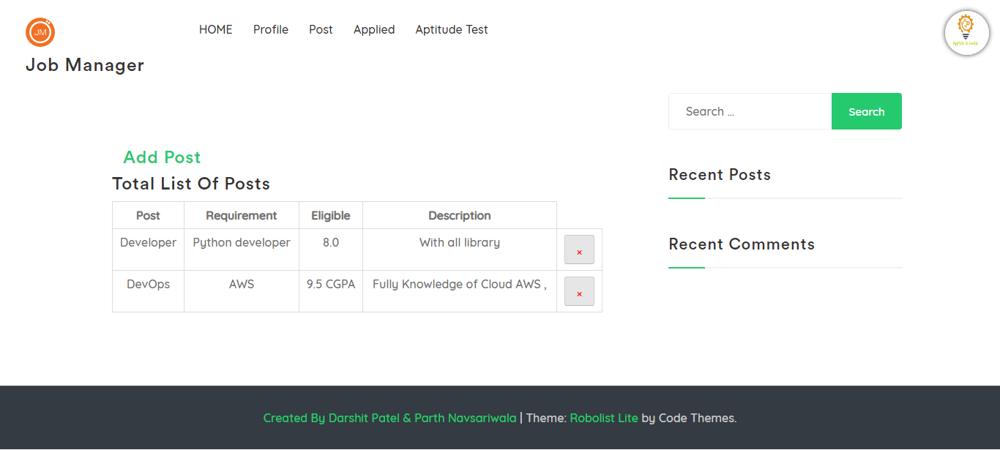 JM
HOME Profile Post Applied Aptitude Test
Job Manager
Search ... Search
Add Post
Total List Of Posts
Post Requirement Eligible Description
Developer Python developer 8.0 With all library ×
DevOps AWS 9.5 CGPA Fully Knowledge of Cloud AWS , ×
Recent Posts
Recent Comments
Created By Darshit Patel & Parth Navsariwala | Theme: Robolist Lite by Code Themes.